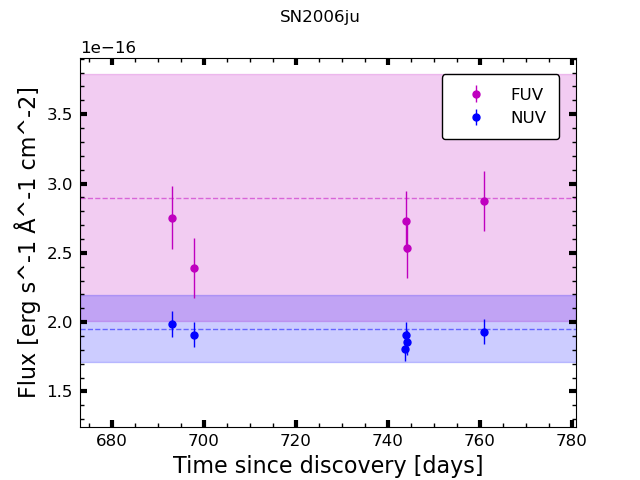 SN2006ju
1e−16
FUV
NUV
3.5
3.0
2.5
2.0
1.5
Flux [erg s^-1 Å^-1 cm^-2]
680 700 720 740 760 780
Time since discovery [days]